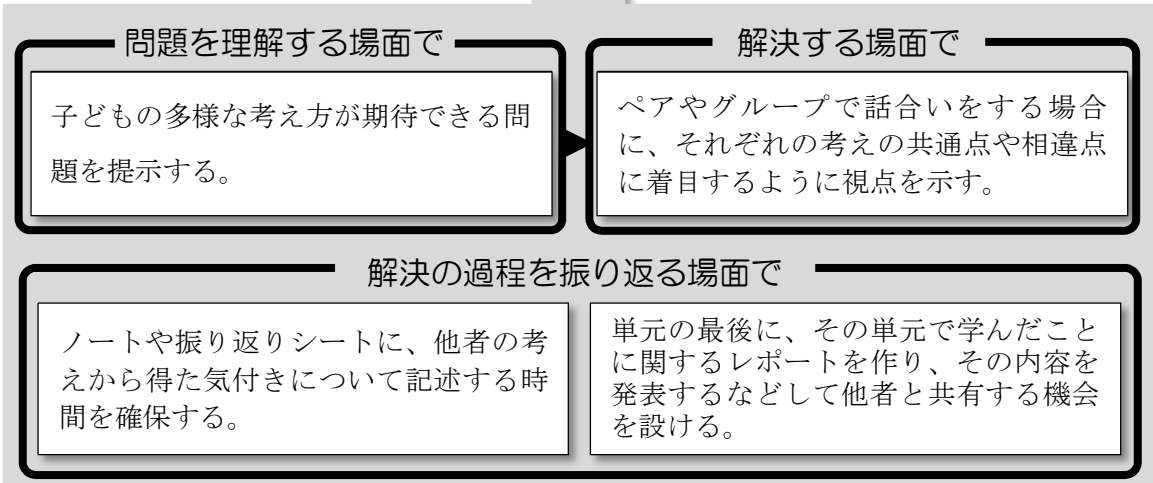 問題を理解する場面で
子どもの多様な考え方が期待できる問
題を提示する。
解決する場面で
ペアやグループで話合いをする場合
に、それぞれの考えの共通点や相違点
に着目するように視点を示す。
解決の過程を振り返る場面で
ノートや振り返りシートに、他者の考
えから得た気付きについて記述する時
間を確保する。
単元の最後に、その単元で学んだこと
に関するレポートを作り、その内容を
発表するなどして他者と共有する機会
を設ける。